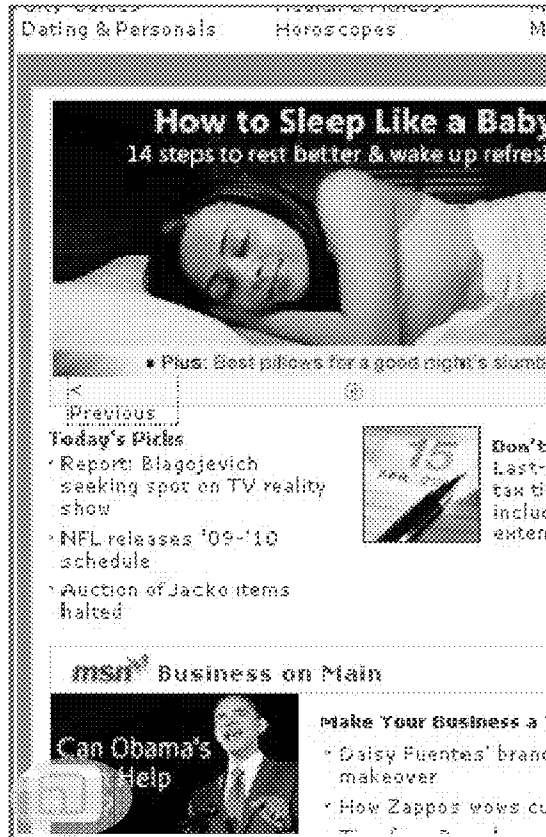 Dating & Personals
Horoscopes
M
How to Sleep Like a Baby
14 steps to rest better & wake up refres
Plus: Best pillows for a good night's slumb
<
Previous
Today's Picks
Report: Blagojevich
seeking spot on TV reality
show
NFL releases '09-'10
schedule
Auction of Jacko items
halted
15
Don't
Last-
tax ti
includ
exten
msn Business on Main
Can Obama's
Help
Make Your Business a
Daisy Fuentes' brand
makeover
How Zappos wows cu